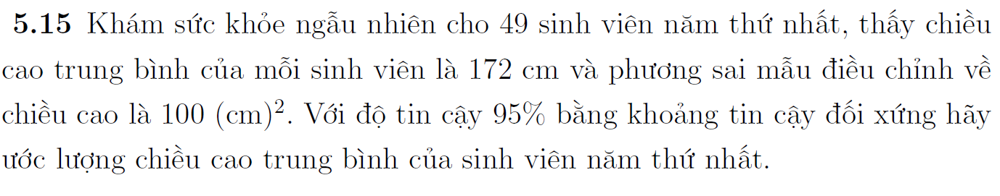 5.15 Khám sức khỏe ngẫu nhiên cho 49 sinh viên năm thứ nhất, thấy chiều
cao trung bình của mỗi sinh viên là 172 cm và phương sai mẫu điều chỉnh về
chiều cao là 100 (cm)². Với độ tin cậy 95% bằng khoảng tin cậy đối xứng hãy
ước lượng chiều cao trung bình của sinh viên năm thứ nhất.